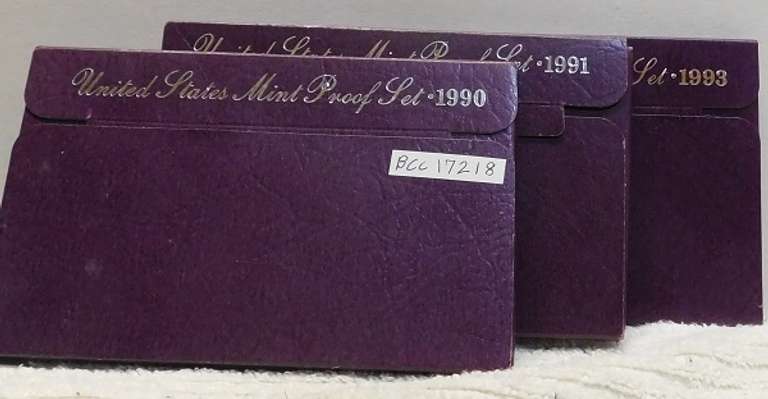 United States Mint Proof Set • 1990
BCC 17218
United States Mint Proof Set • 1991
Set • 1993